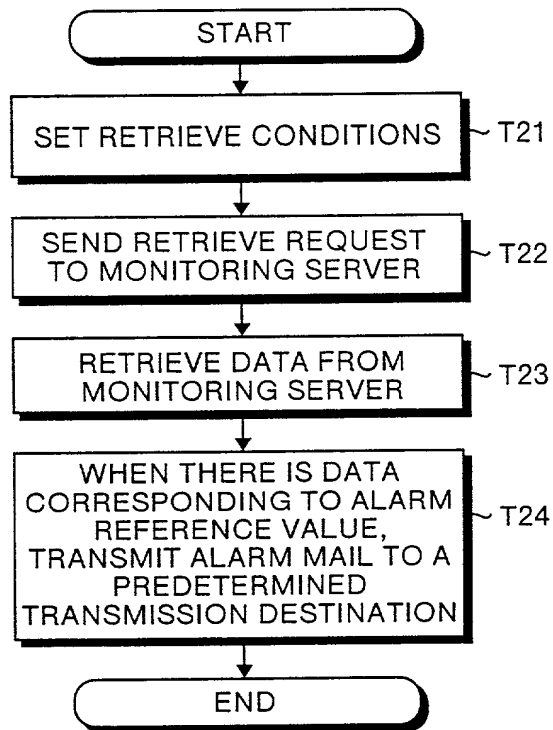 START
SET RETRIEVE CONDITIONS
T21
SEND RETRIEVE REQUEST
TO MONITORING SERVER
T22
RETRIEVE DATA FROM
MONITORING SERVER
T23
WHEN THERE IS DATA
CORRESPONDING TO ALARM
REFERENCE VALUE,
TRANSMIT ALARM MAIL TO A
PREDETERMINED
TRANSMISSION DESTINATION
T24
END